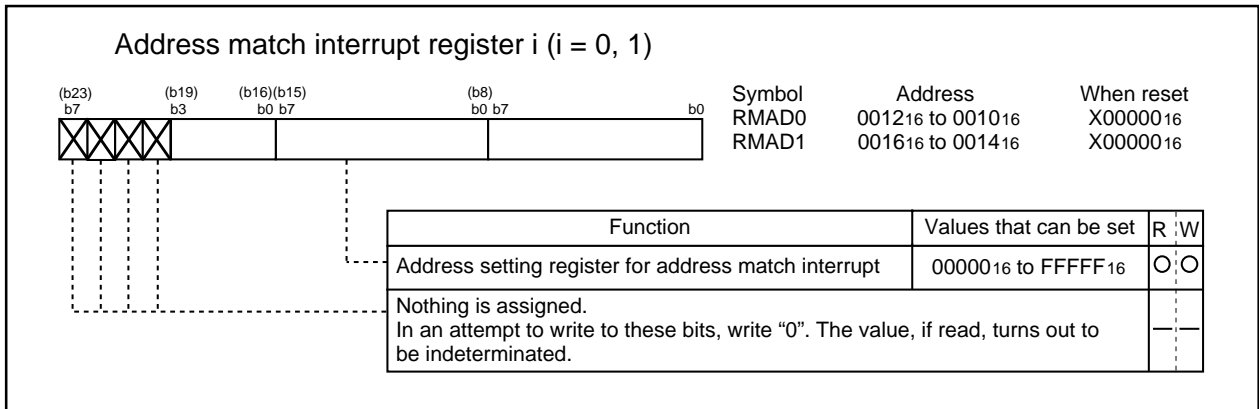 Address match interrupt register i (i = 0, 1)
(b23) (b19) (b16)(b15) (b8)
b7 b3 b0 b7 b0 b7 b0
Symbol Address When reset
RMAD0 001216 to 001016 X0000016
RMAD1 001616 to 001416 X0000016
Function Values that can be set R W
Address setting register for address match interrupt 0000016 to FFFFF16 O O
Nothing is assigned.
In an attempt to write to these bits, write “0”. The value, if read, turns out to
be indeterminated.
— —